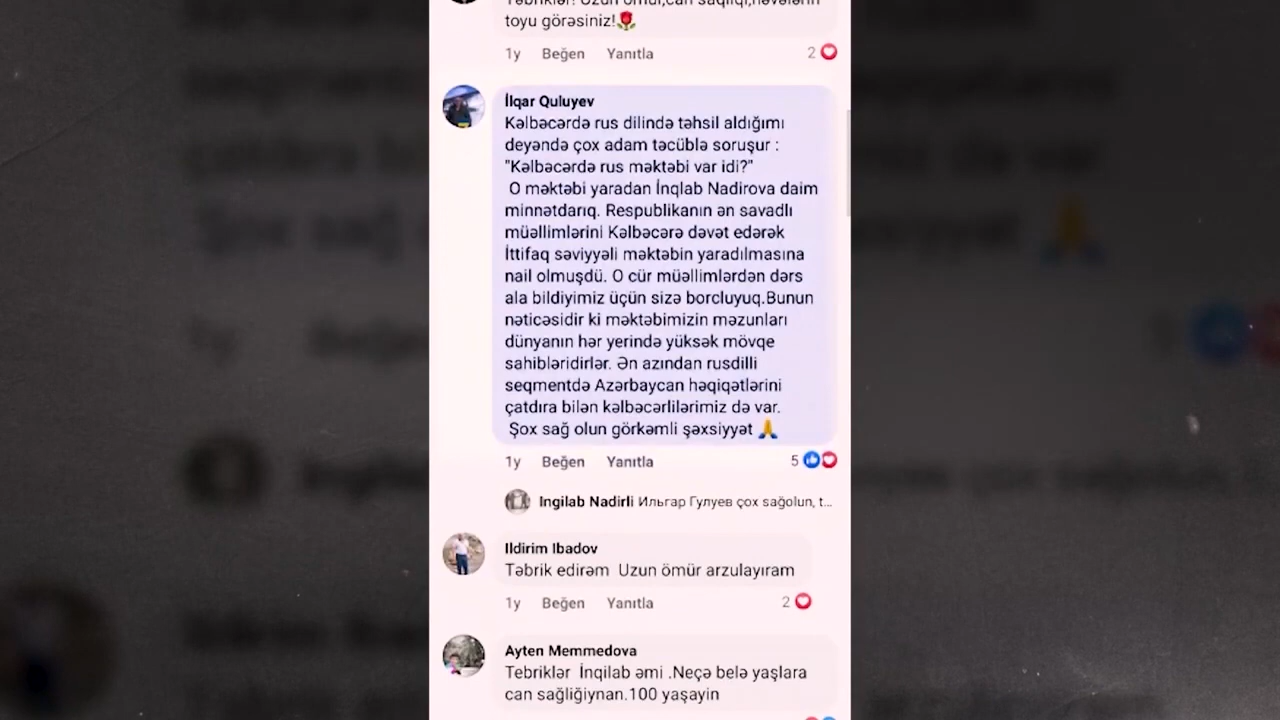 Təbriklər! Uzun ömür,can sağlığı,nəvələrin
toyu görəsiniz!🌹
1y Beğen Yanıtla 2
İlqar Quluyev
Kəlbəcərdə rus dilində təhsil aldığımı
deyəndə çox adam təcüblə soruşur :
"Kəlbəcərdə rus məktəbi var idi?"
O məktəbi yaradan İnqlab Nadirova daim
minnətdarıq. Respublikanın ən savadlı
müəllimlərini Kəlbəcərə dəvət edərək
İttifaq səviyyəli məktəbin yaradılmasına
nail olmuşdü. O cür müəllimlərdən dərs
ala bildiyimiz üçün sizə borcluyuq.Bunun
nəticəsidir ki məktəbimizin məzunları
dünyanın hər yerində yüksək mövqe
sahibləridirlər. Ən azından rusdilli
seqmentdə Azərbaycan həqiqətlərini
çatdıra bilən kəlbəcərlilərimiz də var.
Şox sağ olun görkəmli şəxsiyyət 🙏
1y Beğen Yanıtla 5
Ingilab Nadirli Ильгар Гулуев çox sağolun, t...
Ildirim Ibadov
Təbrik edirəm Uzun ömür arzulayıram
1y Beğen Yanıtla 2
Ayten Memmedova
Tebriklər İnqilab əmi .Neçə belə yaşlara
can sağliğiynan.100 yaşayin